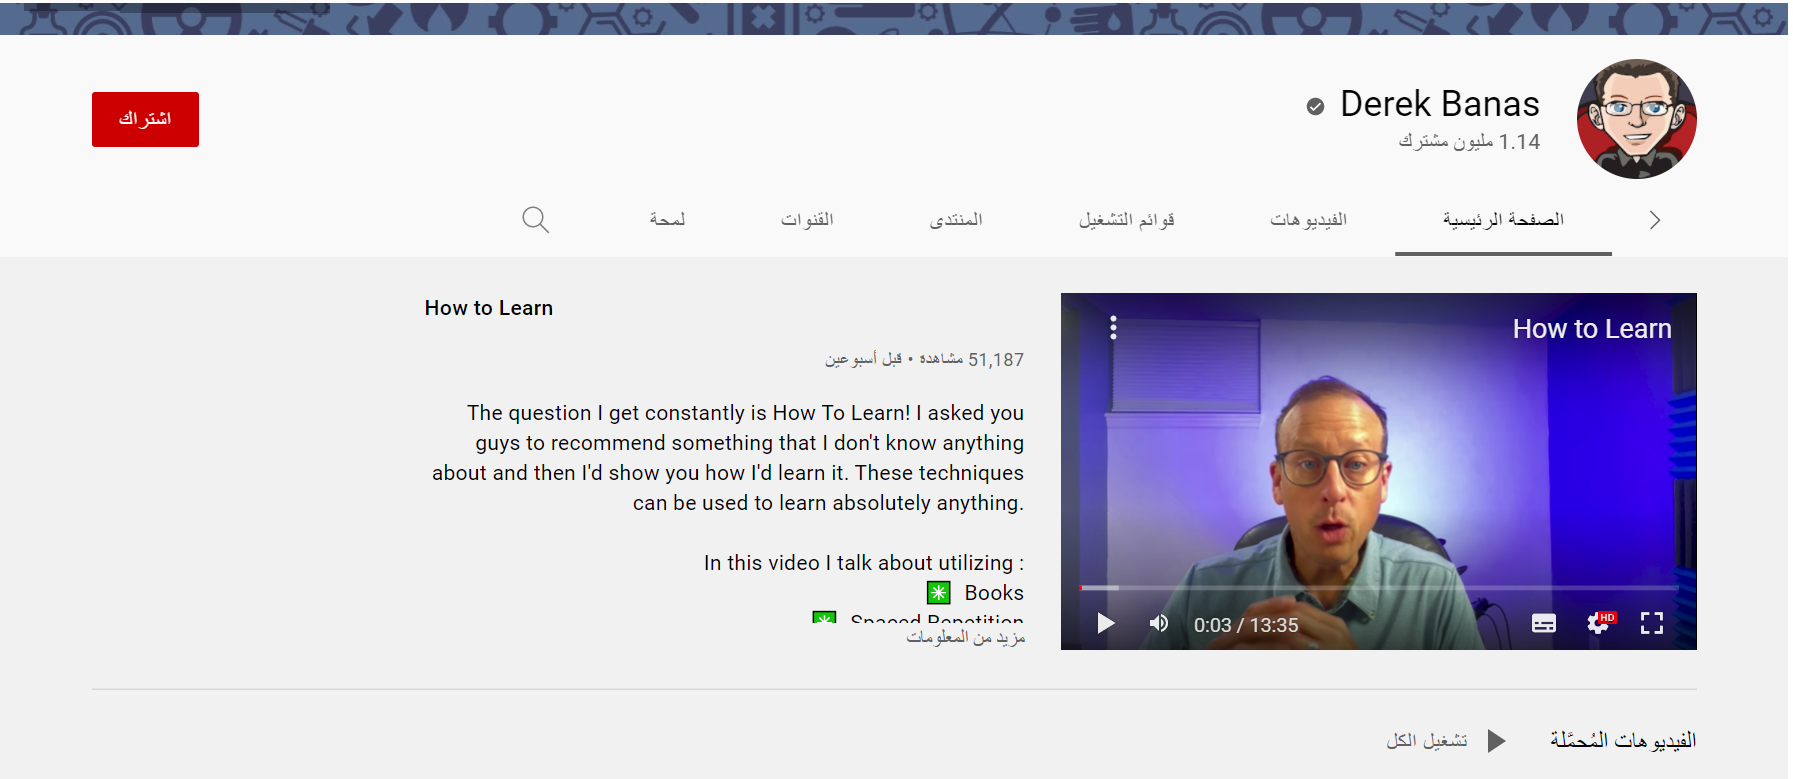 Derek Banas
1.14 مليون مشترك
اشتراك
الصفحة الرئيسية
الفيديوهات
قوائم التشغيل
المنتدى
القنوات
لمحة
How to Learn
0:03 / 13:35
HD
How to Learn
51,187 مشاهدة • قبل أسبوعين
The question I get constantly is How To Learn! I asked you
guys to recommend something that I don't know anything
about and then I'd show you how I'd learn it. These techniques
can be used to learn absolutely anything.
In this video I talk about utilizing :
✳️ Books
✳️ Spaced Repetition
مزيد من المعلومات
الفيديوهات المُحمَّلة
تشغيل الكل